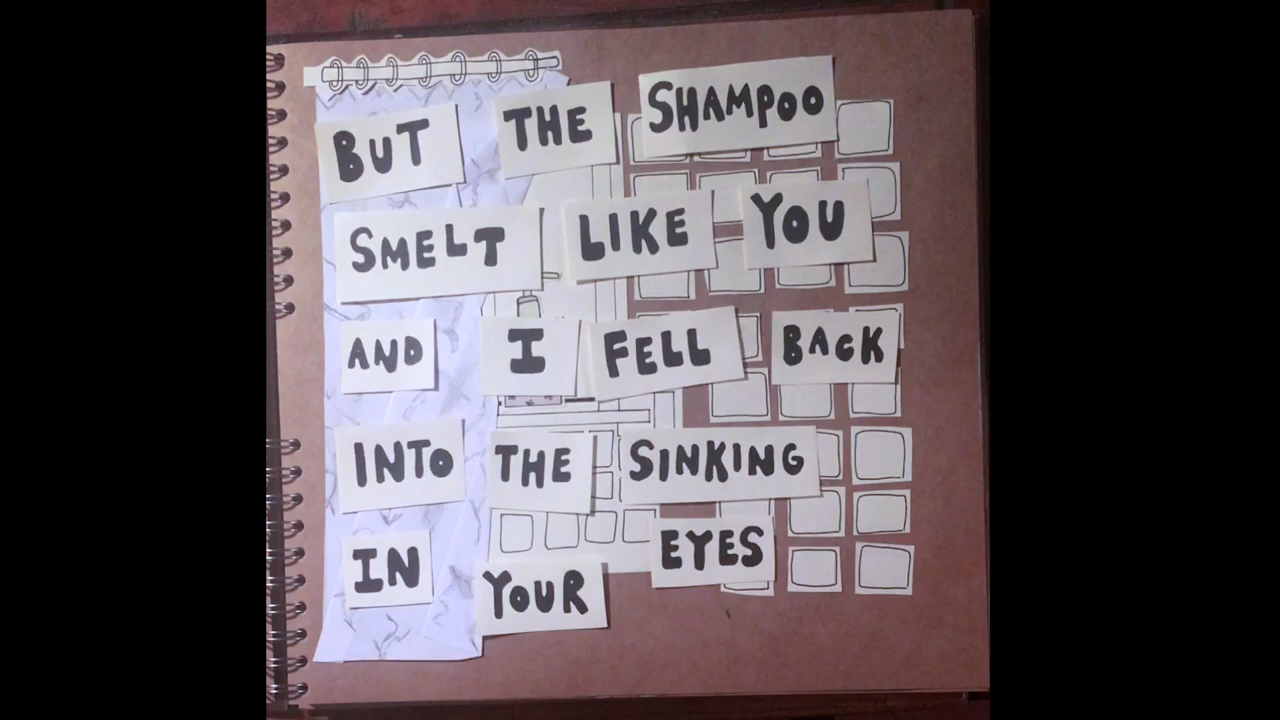 BUT THE SHAMPOO
SMELT LIKE YOU
AND I FELL BACK
INTO THE SINKING
IN YOUR EYES